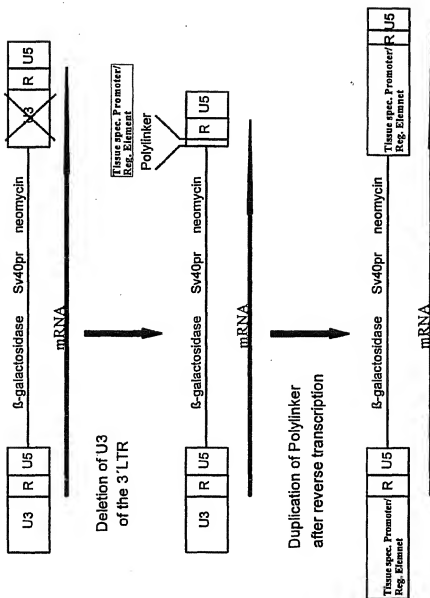 U3 R U5 ß-galactosidase Sv40pr neomycin U3 R U5
mRNA
Deletion of U3
of the 3'LTR
Tissue spec. Promoter/
Reg. Element
Polylinker
U3 R U5 ß-galactosidase Sv40pr neomycin R U5
mRNA
Duplication of Polylinker
after reverse transcription
Tissue spec. Promoter/
Reg. Elemnet
R U5 ß-galactosidase Sv40pr neomycin
Tissue spec. Promoter/
Reg. Elemnet
R U5
mRNA